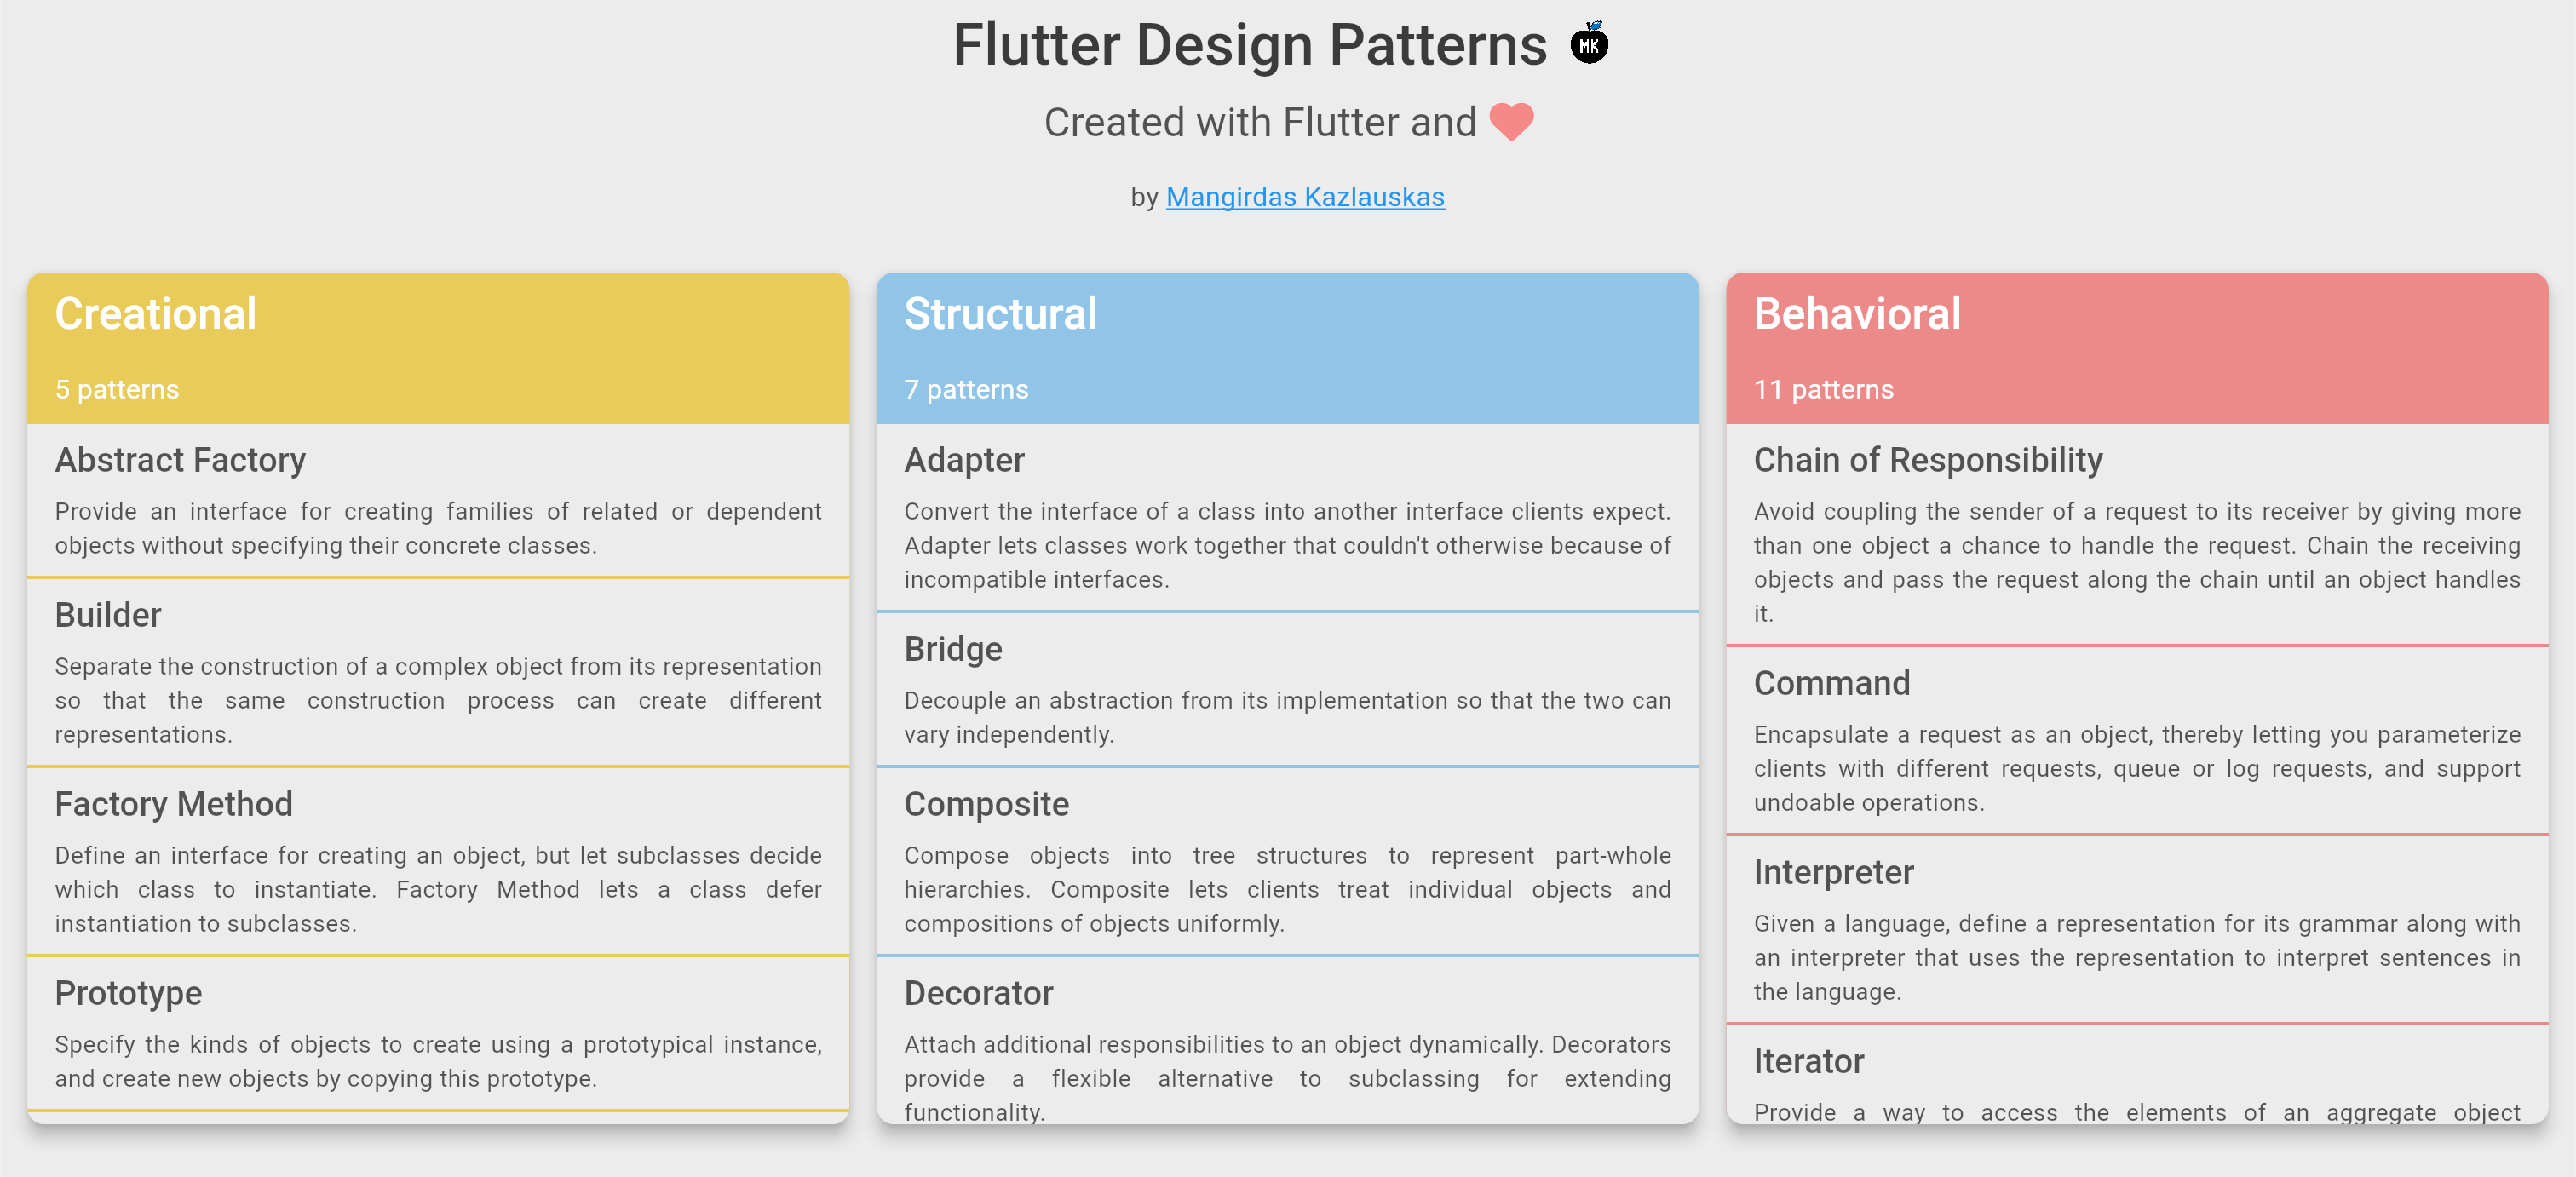 Flutter Design Patterns
MK
Created with Flutter and
by Mangirdas Kazlauskas
Creational
5 patterns
Abstract Factory
Provide an interface for creating families of related or dependent
objects without specifying their concrete classes.
Builder
Separate the construction of a complex object from its representation
so that the same construction process can create different
representations.
Factory Method
Define an interface for creating an object, but let subclasses decide
which class to instantiate. Factory Method lets a class defer
instantiation to subclasses.
Prototype
Specify the kinds of objects to create using a prototypical instance,
and create new objects by copying this prototype.
Structural
7 patterns
Adapter
Convert the interface of a class into another interface clients expect.
Adapter lets classes work together that couldn't otherwise because of
incompatible interfaces.
Bridge
Decouple an abstraction from its implementation so that the two can
vary independently.
Composite
Compose objects into tree structures to represent part-whole
hierarchies. Composite lets clients treat individual objects and
compositions of objects uniformly.
Decorator
Attach additional responsibilities to an object dynamically. Decorators
provide a flexible alternative to subclassing for extending
functionality.
Behavioral
11 patterns
Chain of Responsibility
Avoid coupling the sender of a request to its receiver by giving more
than one object a chance to handle the request. Chain the receiving
objects and pass the request along the chain until an object handles
it.
Command
Encapsulate a request as an object, thereby letting you parameterize
clients with different requests, queue or log requests, and support
undoable operations.
Interpreter
Given a language, define a representation for its grammar along with
an interpreter that uses the representation to interpret sentences in
the language.
Iterator
Provide a way to access the elements of an aggregate object